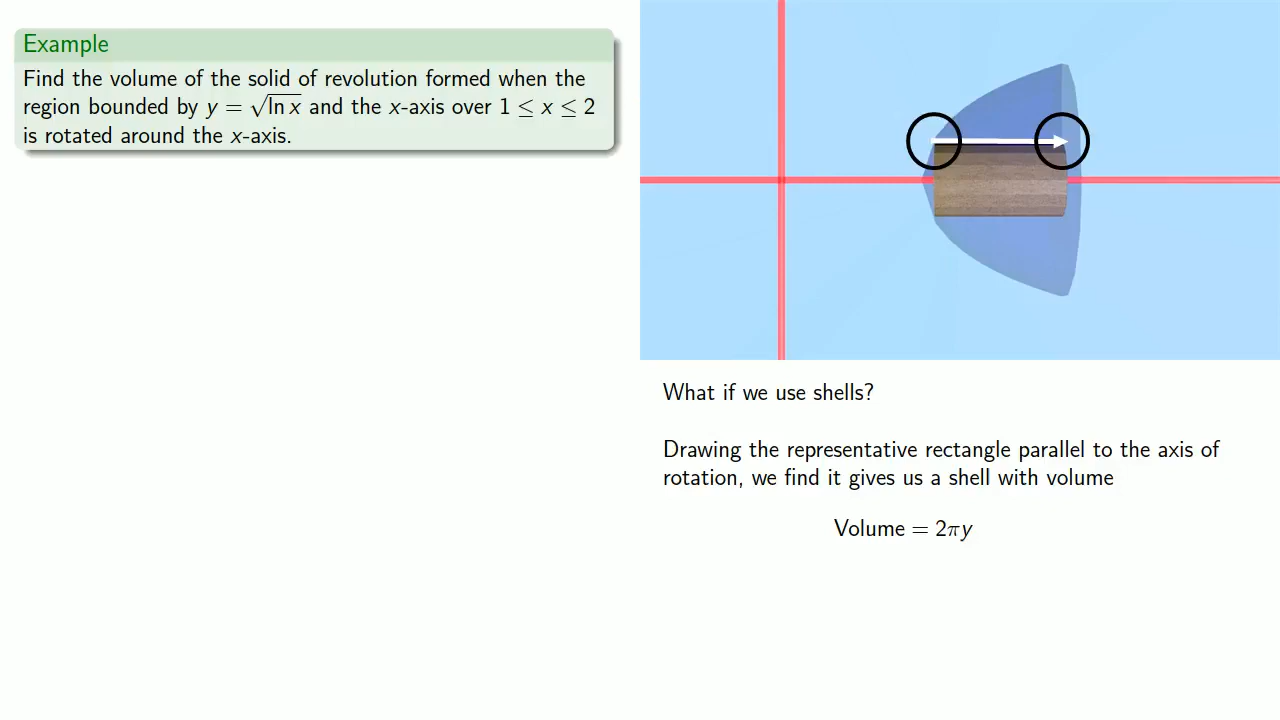 Example
Find the volume of the solid of revolution formed when the
region bounded by y = √ln x and the x-axis over 1 ≤ x ≤ 2
is rotated around the x-axis.
What if we use shells?
Drawing the representative rectangle parallel to the axis of
rotation, we find it gives us a shell with volume
Volume = 2πy